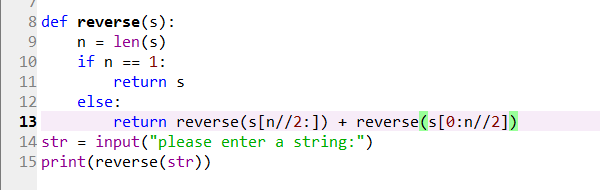 8 def reverse(s):
9     n = len(s)
10     if n == 1:
11         return s
12     else:
13         return reverse(s[n//2:]) + reverse(s[0:n//2])
14 str = input("please enter a string:")
15 print(reverse(str))